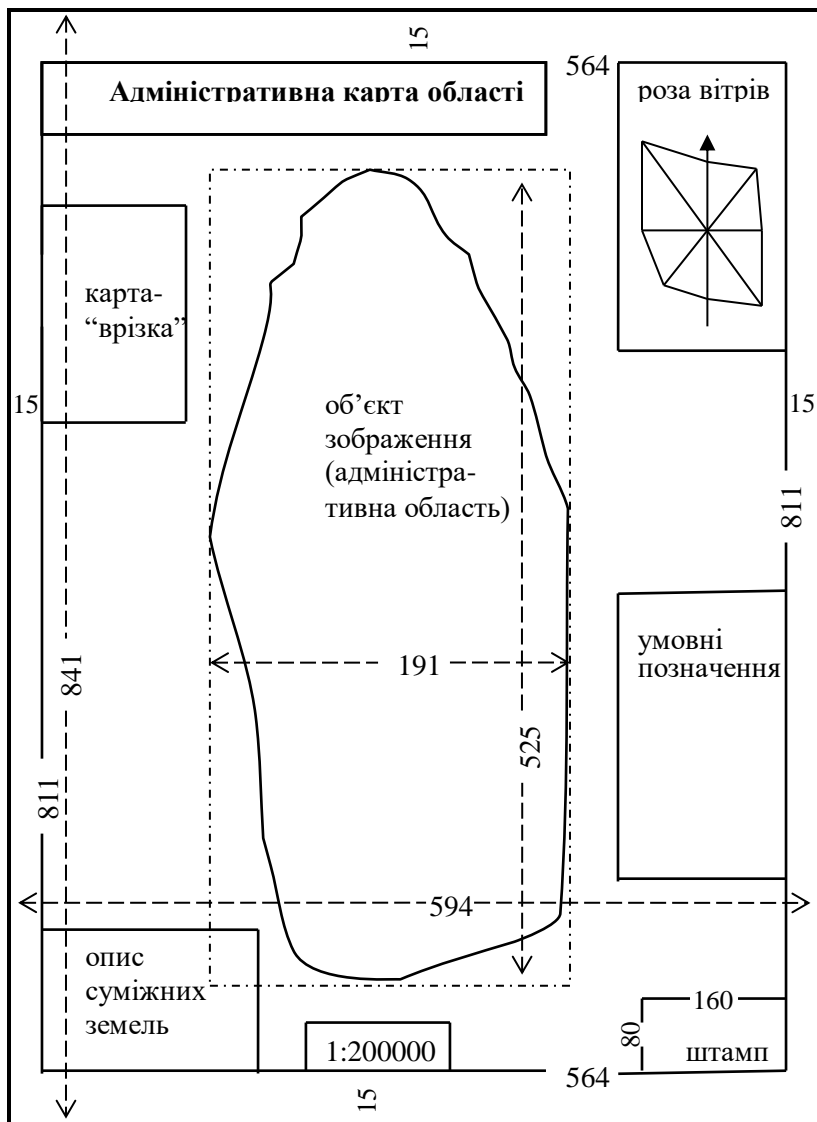 15
564
Адміністративна карта області
роза вітрів
карта-
“врізка”
15
15
об’єкт
зображення
(адміністра-
тивна область)
811
841
191
525
811
умовні
позначення
594
опис
суміжних
земель
1:200000
160
80
штамп
564
15